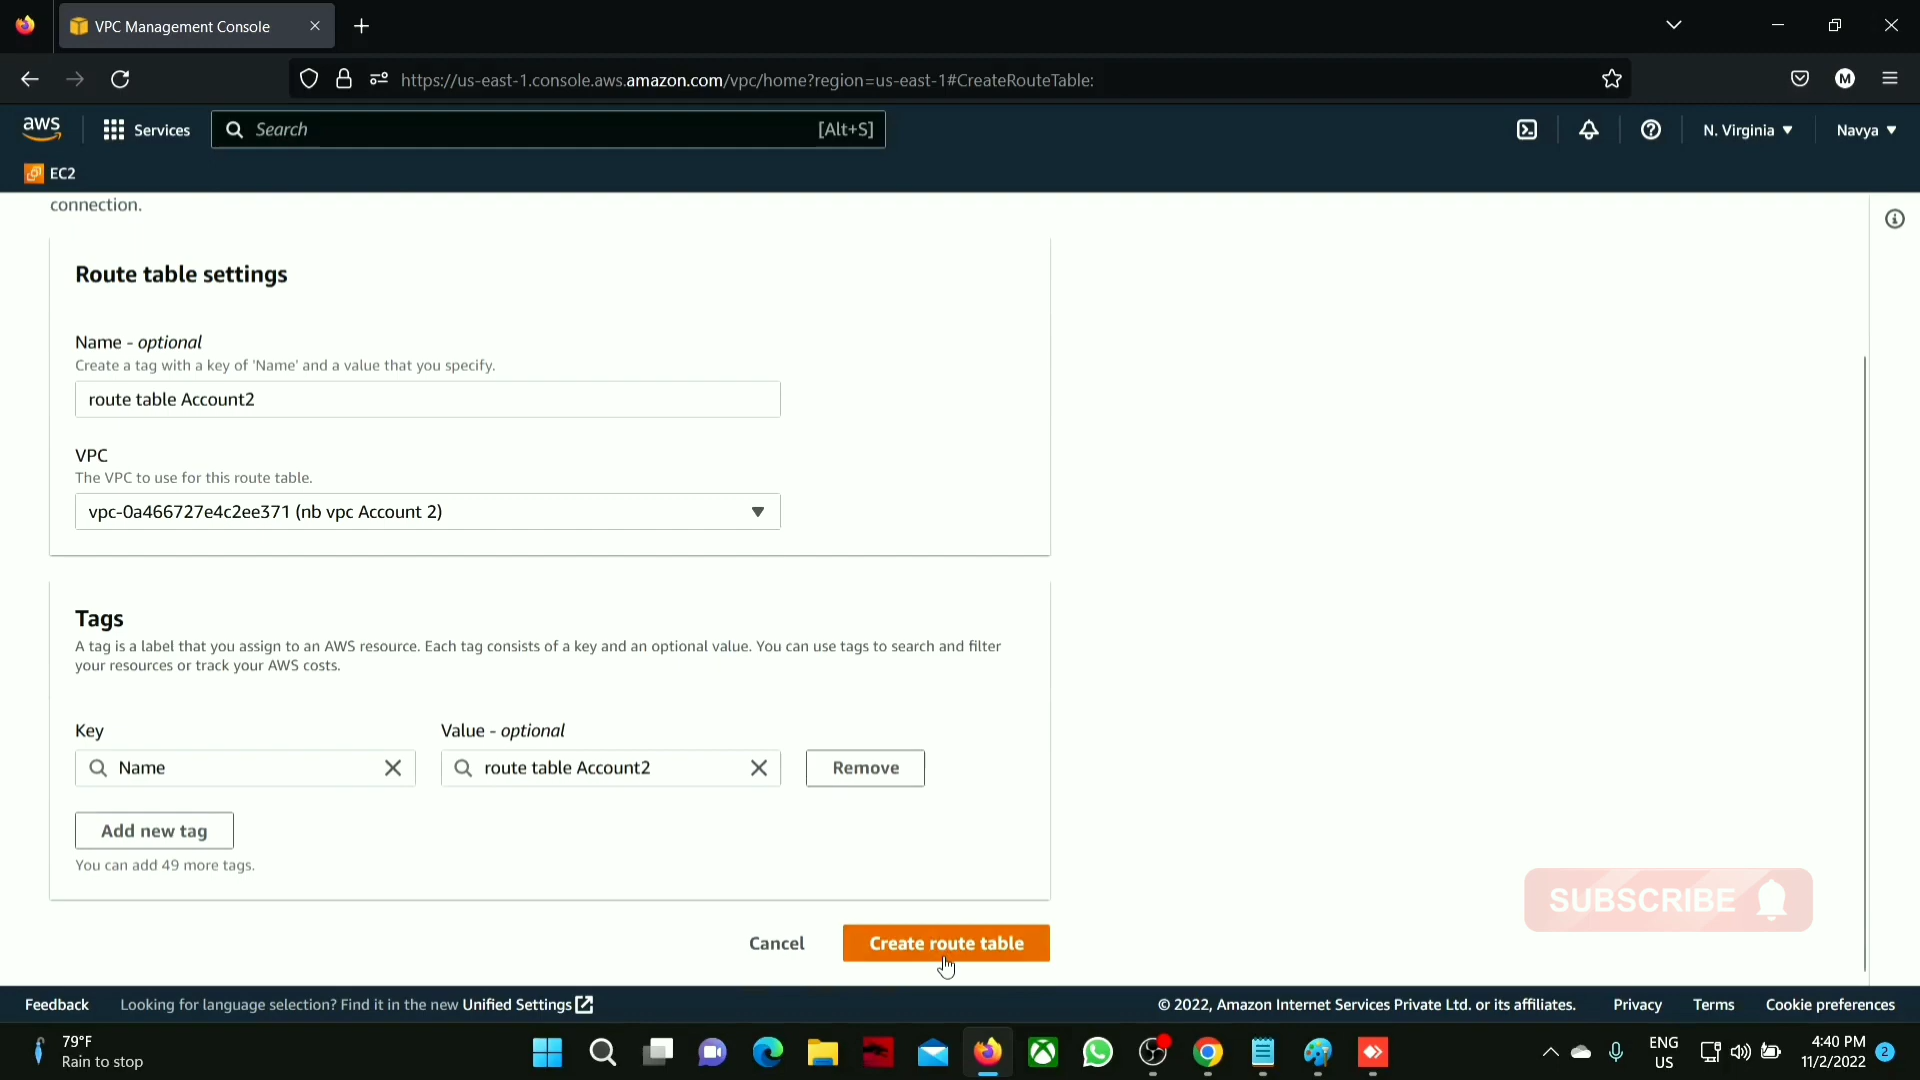 VPC Management Console
https://us-east-1.console.aws.amazon.com/vpc/home?region=us-east-1#CreateRouteTable:
M
aws
Services
Search
[Alt+S]
N. Virginia
Navya
EC2
connection.
Route table settings
Name - optional
Create a tag with a key of 'Name' and a value that you specify.
route table Account2
VPC
The VPC to use for this route table.
vpc-0a466727e4c2ee371 (nb vpc Account 2)
Tags
A tag is a label that you assign to an AWS resource. Each tag consists of a key and an optional value. You can use tags to search and filter
your resources or track your AWS costs.
Key
Value - optional
Name
route table Account2
Remove
Add new tag
You can add 49 more tags.
SUBSCRIBE
Cancel
Create route table
Feedback
Looking for language selection? Find it in the new Unified Settings
© 2022, Amazon Internet Services Private Ltd. or its affiliates.
Privacy
Terms
Cookie preferences
79°F
Rain to stop
ENG
US
4:40 PM
11/2/2022
2